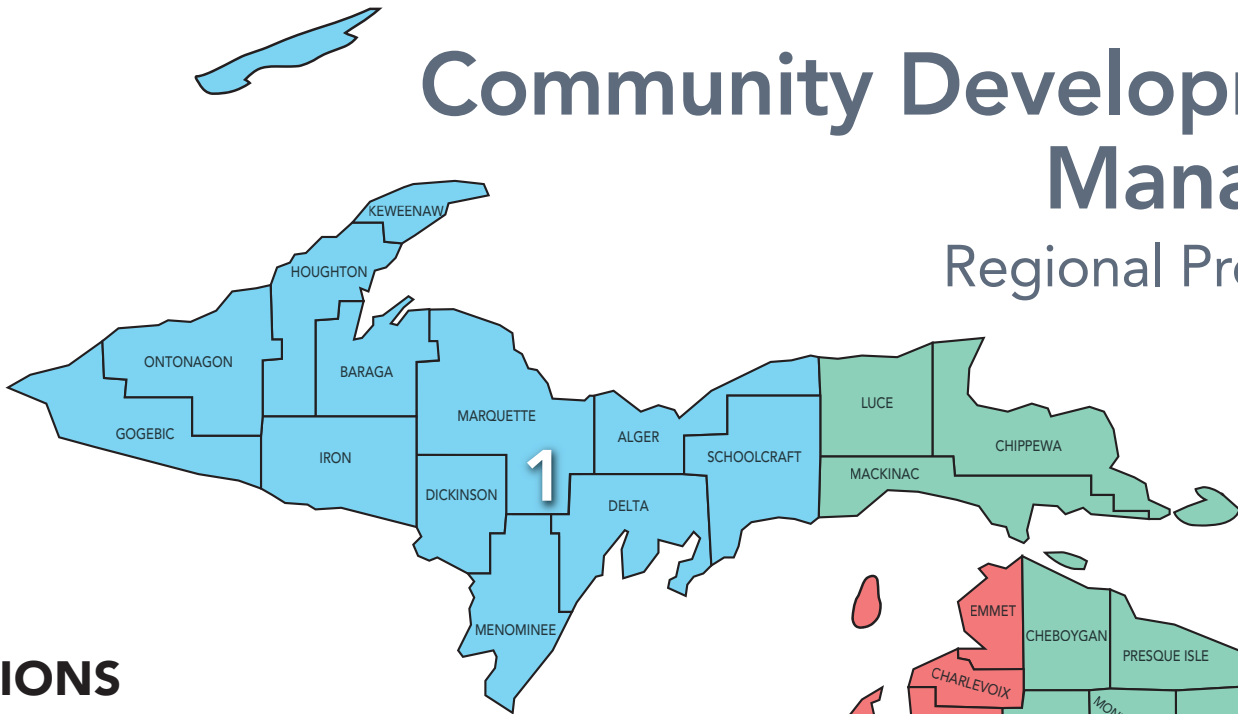 Community Develop
Mana
Regional Pr
KEWEENAW
HOUGHTON
ONTONAGON
BARAGA
GOGEBIC
IRON
MARQUETTE
1
ALGER
SCHOOLCRAFT
LUCE
CHIPPEWA
MACKINAC
DICKINSON
DELTA
MENOMINEE
EMMET
CHEBOYGAN
PRESQUE ISLE
CHARLEVOIX
MON
IONS